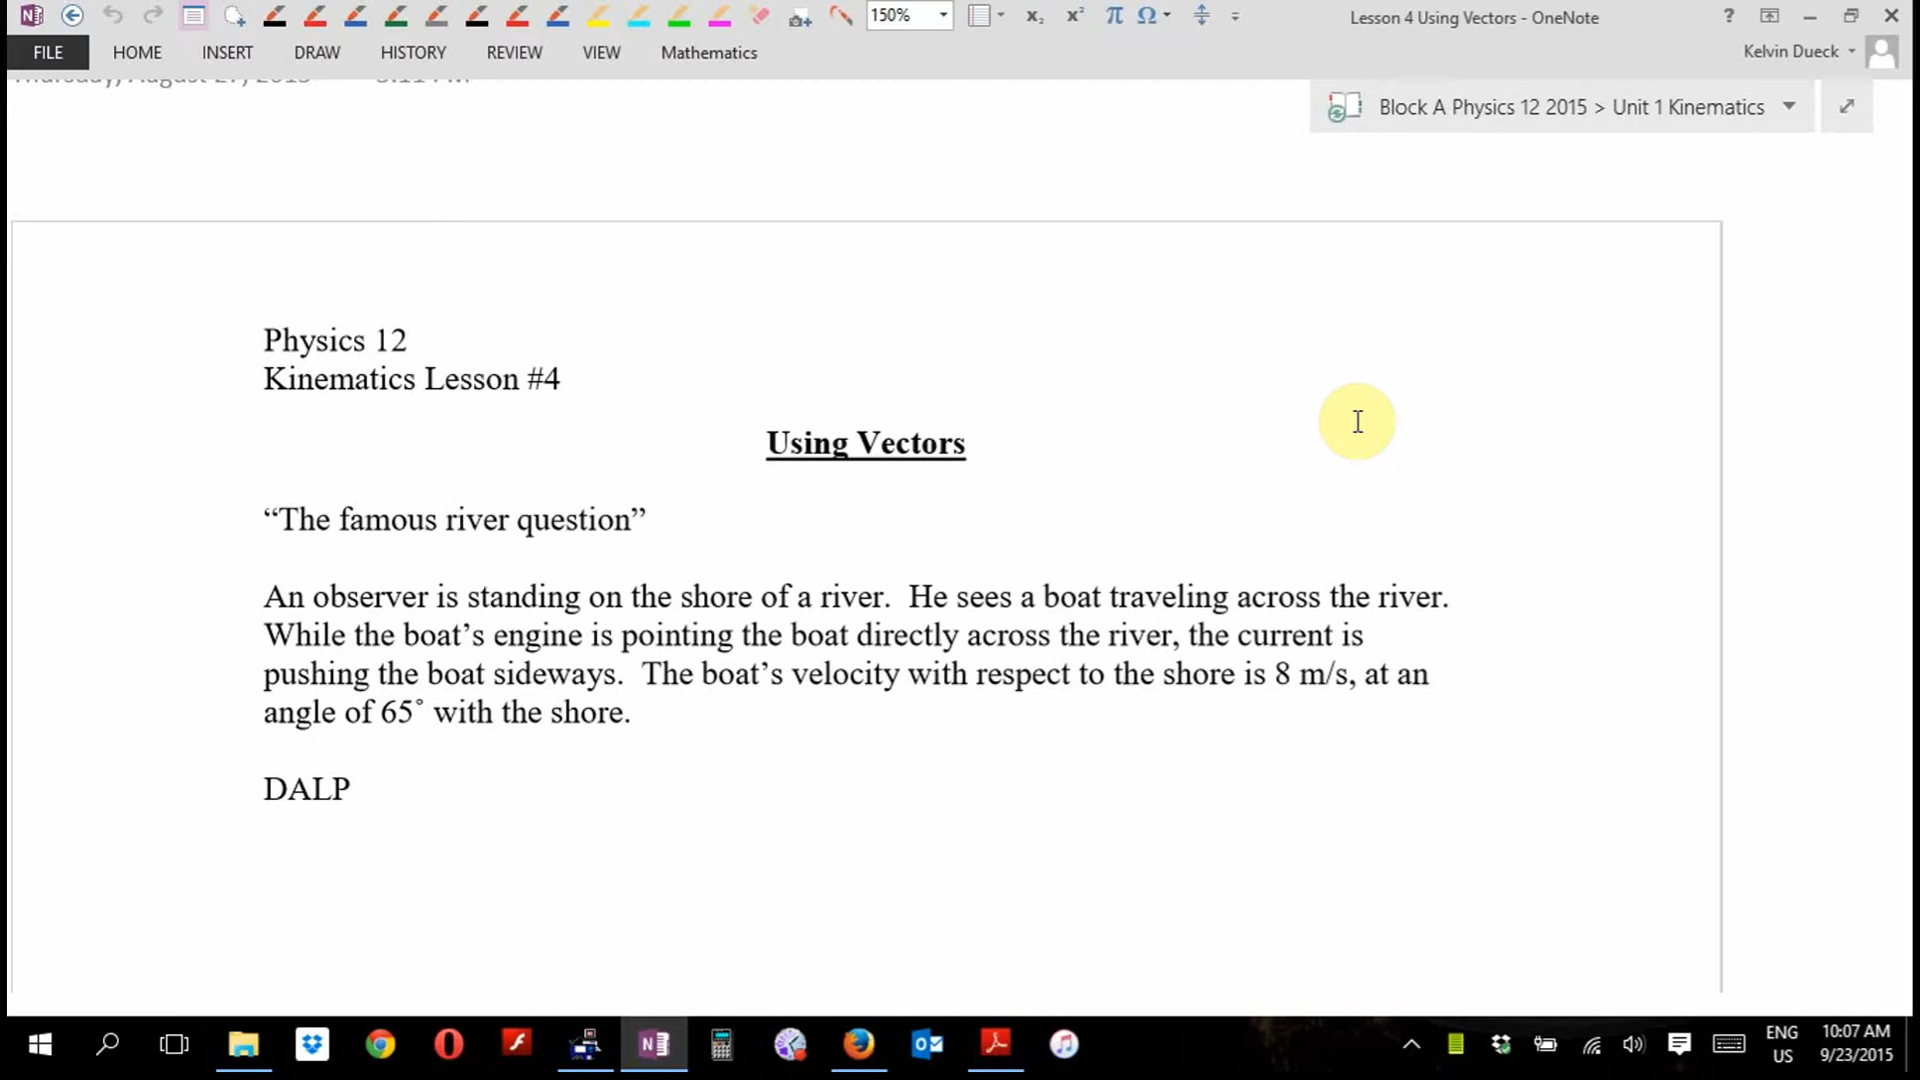 150%
x₂
x²
π
Ω
Lesson 4 Using Vectors - OneNote
?
FILE
HOME
INSERT
DRAW
HISTORY
REVIEW
VIEW
Mathematics
Kelvin Dueck
Block A Physics 12 2015 > Unit 1 Kinematics
Physics 12
Kinematics Lesson #4
Using Vectors
“The famous river question”
An observer is standing on the shore of a river. He sees a boat traveling across the river.
While the boat’s engine is pointing the boat directly across the river, the current is
pushing the boat sideways. The boat’s velocity with respect to the shore is 8 m/s, at an
angle of 65˚ with the shore.
DALP
ENG
US
10:07 AM
9/23/2015